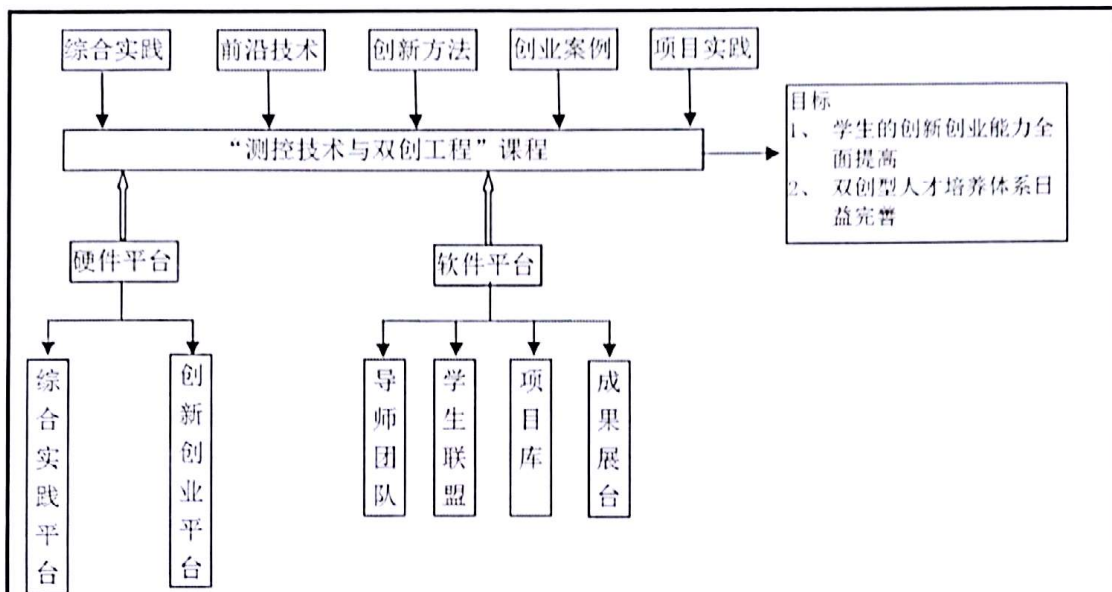 综合实践
前沿技术
创新方法
创业案例
项目实践
“测控技术与双创工程”课程
目标
1、 学生的创新创业能力全
面提高
2、 双创型人才培养体系日
益完善
硬件平台
软件平台
综合实践平台
创新创业平台
导师团队
学生联盟
项目库
成果展台